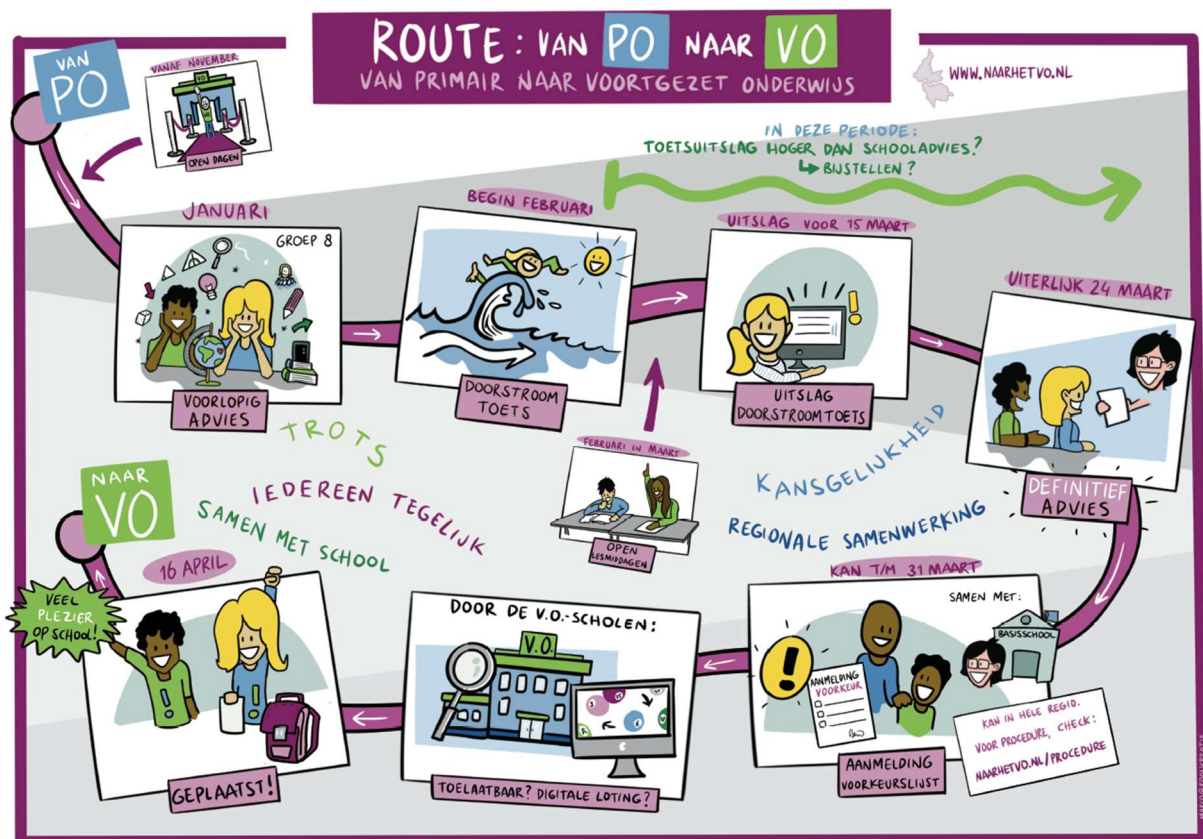 ROUTE: VAN PO NAAR VO
VAN PRIMAIR NAAR VOORTGEZET ONDERWIJS
WWW.NAARHETVO.NL
VAN
PO
VANAF NOVEMBER
VO
OPEN DAGEN
IN DEZE PERIODE:
TOETSUITSLAG HOGER DAN SCHOOLADVIES?
BIJSTELLEN?
JANUARI
GROEP 8
VOORLOPIG
ADVIES
BEGIN FEBRUARI
DOORSTROOM
TOETS
UITSLAG VOOR 15 MAART
UITSLAG
DOORSTROOMTOETS
UITERLIJK 24 MAART
DEFINITIEF
ADVIES
FEBRUARI EN MAART
OPEN
LESMIDDAGEN
TROTS
IEDEREEN TEGELIJK
SAMEN MET SCHOOL
KANSGELIJKHEID
REGIONALE SAMENWERKING
KAN T/M 31 MAART
SAMEN MET:
BASISSCHOOL
AANMELDING
VOORKEUR
KAN IN HELE REGIO.
VOOR PROCEDURE, CHECK:
NAARHETVO.NL/PROCEDURE
AANMELDING
VOORKEURSLIJST
DOOR DE V.O.-SCHOLEN:
V.O.
TOELAATBAAR? DIGITALE LOTING?
16 APRIL
GEPLAATST!
VEEL
PLEZIER
OP SCHOOL!
NAAR
VO